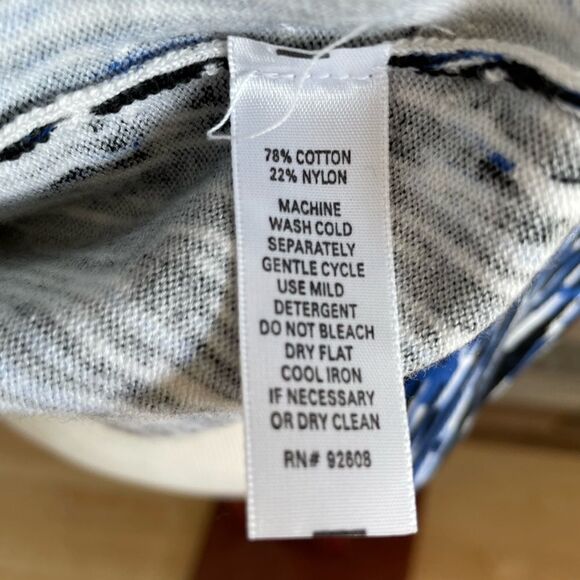 78% COTTON
22% NYLON
MACHINE
WASH COLD
SEPARATELY
GENTLE CYCLE
USE MILD
DETERGENT
DO NOT BLEACH
DRY FLAT
COOL IRON
IF NECESSARY
OR DRY CLEAN
RN# 92608